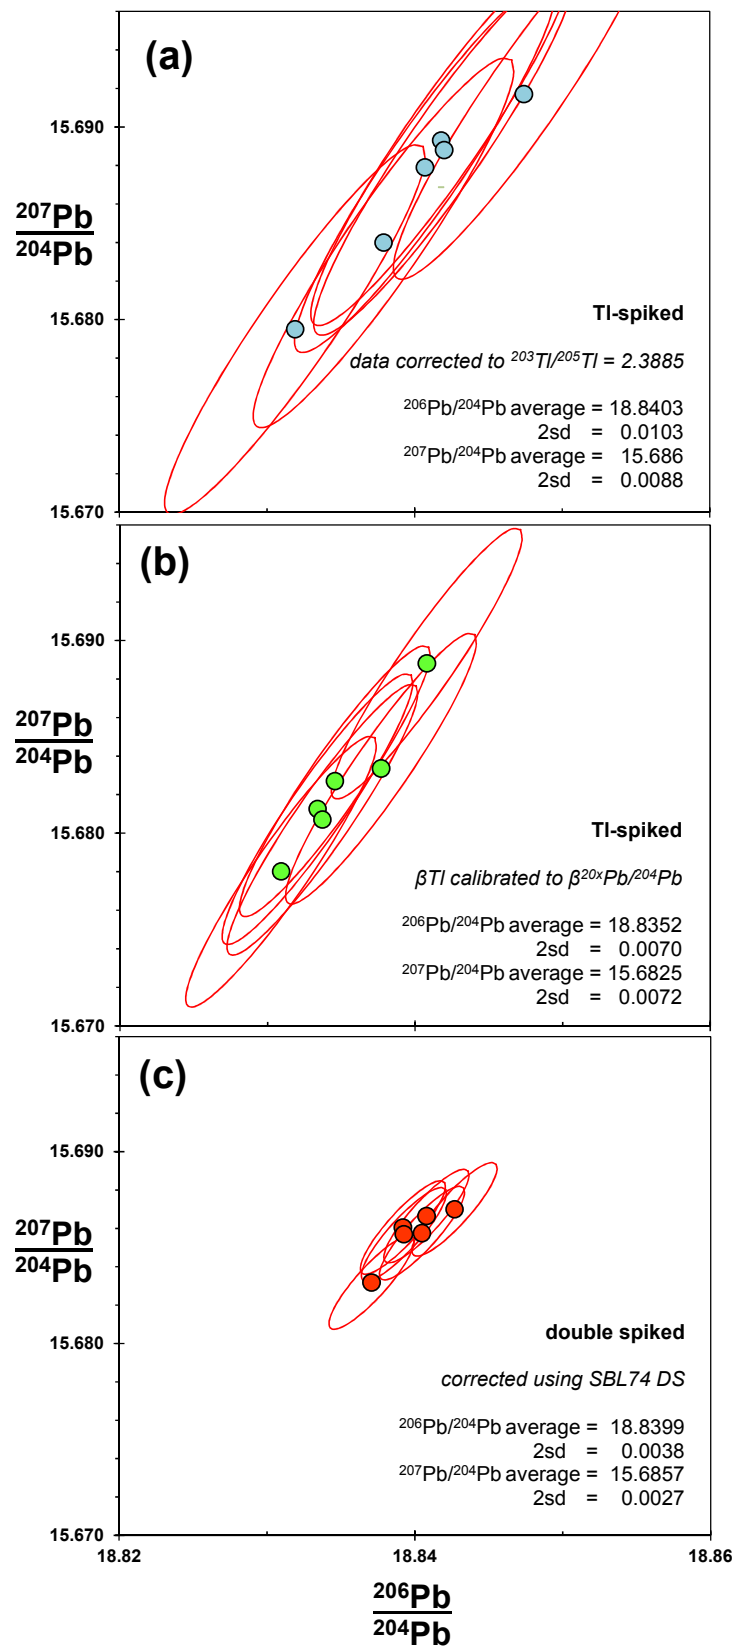 (a)
15.690
²⁰⁷Pb
²⁰⁴Pb
15.680
Tl-spiked
data corrected to ²⁰³Tl/²⁰⁵Tl = 2.3885
²⁰⁶Pb/²⁰⁴Pb average = 18.8403
2sd = 0.0103
²⁰⁷Pb/²⁰⁴Pb average = 15.686
2sd = 0.0088
15.670
(b)
15.690
²⁰⁷Pb
²⁰⁴Pb
15.680
Tl-spiked
βTl calibrated to β²⁰ˣPb/²⁰⁴Pb
²⁰⁶Pb/²⁰⁴Pb average = 18.8352
2sd = 0.0070
²⁰⁷Pb/²⁰⁴Pb average = 15.6825
2sd = 0.0072
15.670
(c)
15.690
²⁰⁷Pb
²⁰⁴Pb
15.680
double spiked
corrected using SBL74 DS
²⁰⁶Pb/²⁰⁴Pb average = 18.8399
2sd = 0.0038
²⁰⁷Pb/²⁰⁴Pb average = 15.6857
2sd = 0.0027
15.670
18.82 18.84 18.86
²⁰⁶Pb
²⁰⁴Pb